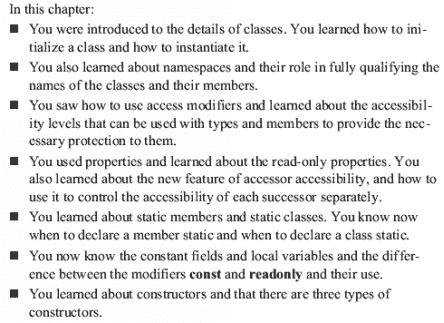 In this chapter:
■ You were introduced to the details of classes. You learned how to ini-
tialize a class and how to instantiate it.
■ You also learned about namespaces and their role in fully qualifying the
names of the classes and their members.
■ You saw how to use access modifiers and learned about the accessibil-
ity levels that can be used with types and members to provide the nec-
essary protection to them.
■ You used properties and learned about the read-only properties. You
also learned about the new feature of accessor accessibility, and how to
use it to control the accessibility of each successor separately.
■ You learned about static members and static classes. You know now
when to declare a member static and when to declare a class static.
■ You now know the constant fields and local variables and the differ-
ence between the modifiers const and readonly and their use.
■ You learned about constructors and that there are three types of
constructors.